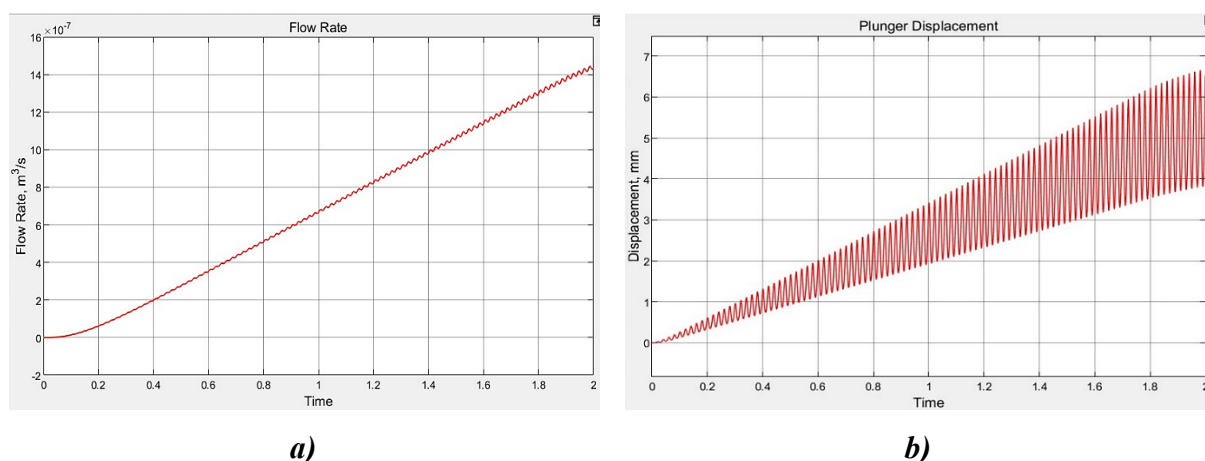 Flow Rate
×10⁻⁷
16
14
12
10
8
6
4
2
0
-2
Flow Rate, m³/s
0 0.2 0.4 0.6 0.8 1 1.2 1.4 1.6 1.8 2
Time
a)
Plunger Displacement
7
6
5
4
3
2
1
0
Displacement, mm
0 0.2 0.4 0.6 0.8 1 1.2 1.4 1.6 1.8 2
Time
b)